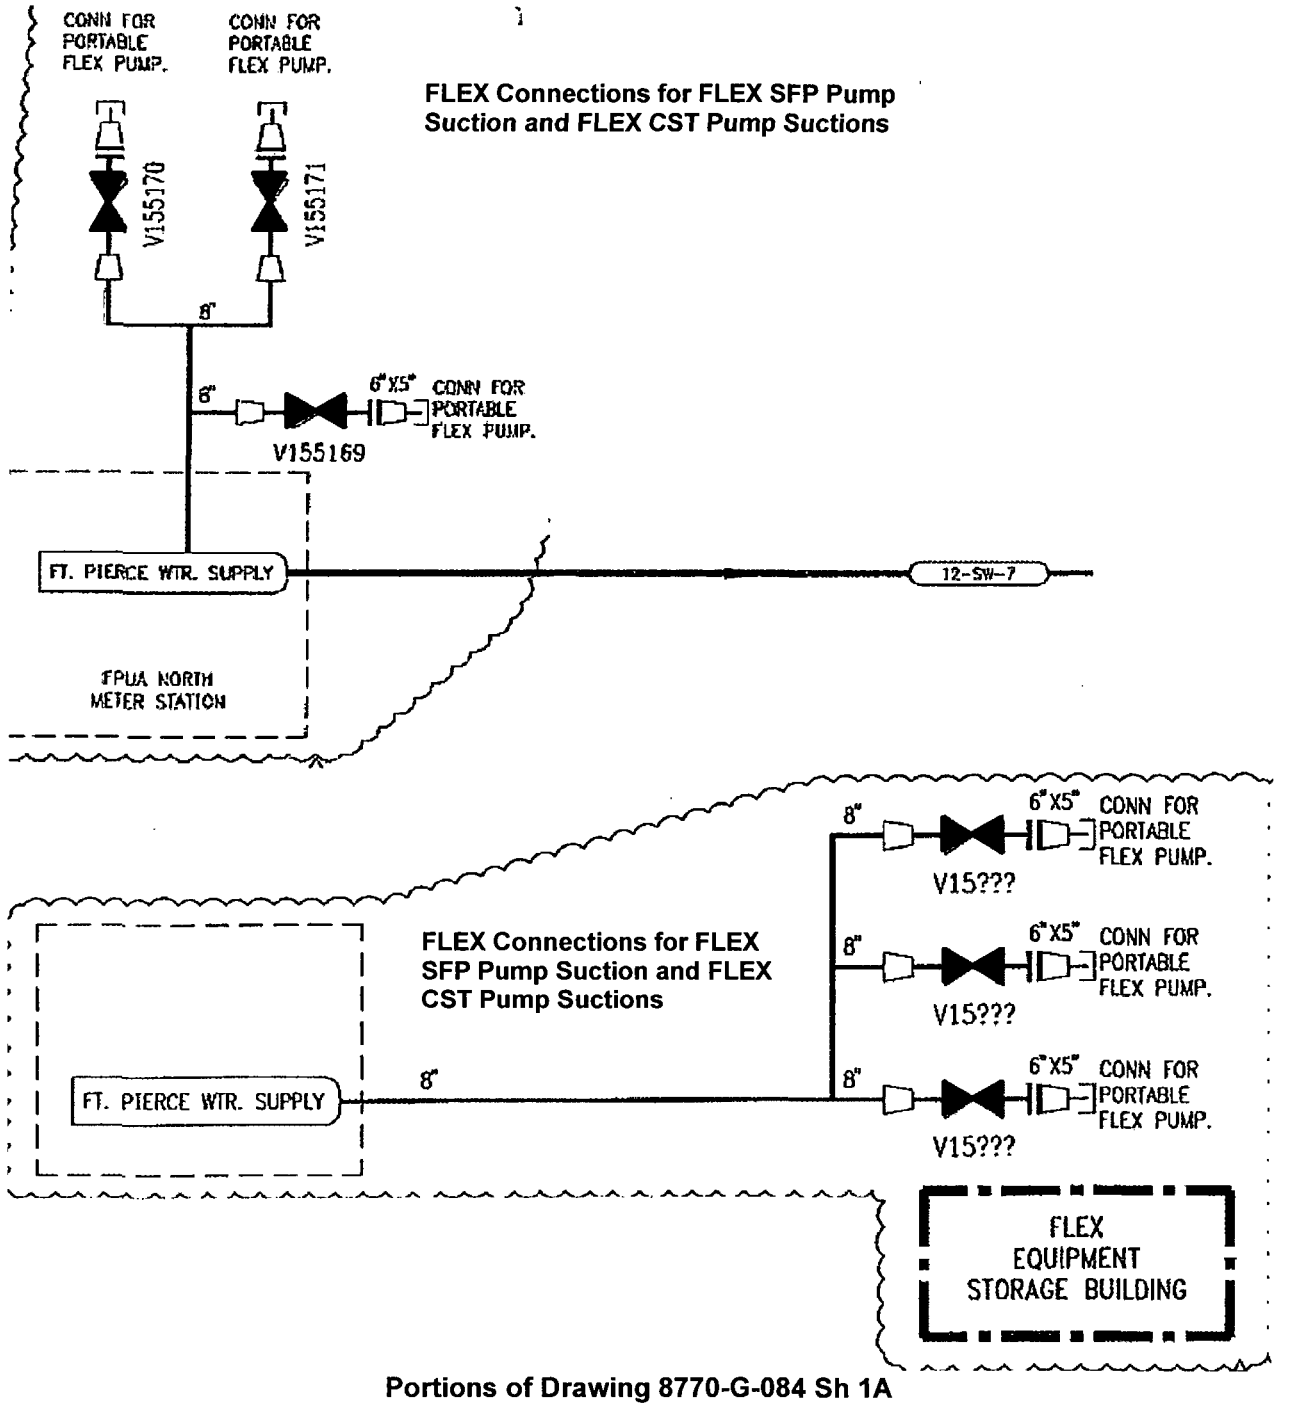 CONN FOR
PORTABLE
FLEX PUMP.
CONN FOR
PORTABLE
FLEX PUMP.
FLEX Connections for FLEX SFP Pump
Suction and FLEX CST Pump Suctions
V155170
V155171
8"
6"
6"X5"
CONN FOR
PORTABLE
FLEX PUMP.
V155169
FT. PIERCE WTR. SUPPLY
12-SW-7
FPUA NORTH
METER STATION
8"
6"X5"
CONN FOR
PORTABLE
FLEX PUMP.
V15???
FLEX Connections for FLEX
SFP Pump Suction and FLEX
CST Pump Suctions
8"
6"X5"
CONN FOR
PORTABLE
FLEX PUMP.
V15???
FT. PIERCE WTR. SUPPLY
8"
8"
6"X5"
CONN FOR
PORTABLE
FLEX PUMP.
V15???
FLEX
EQUIPMENT
STORAGE BUILDING
Portions of Drawing 8770-G-084 Sh 1A